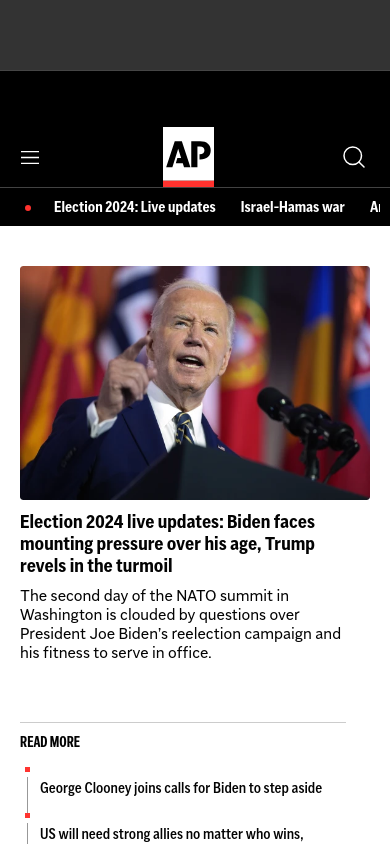 AP
Election 2024: Live updates Israel-Hamas war
Election 2024 live updates: Biden faces
mounting pressure over his age, Trump
revels in the turmoil
The second day of the NATO summit in
Washington is clouded by questions over
President Joe Biden’s reelection campaign and
his fitness to serve in office.
READ MORE
George Clooney joins calls for Biden to step aside
US will need strong allies no matter who wins,